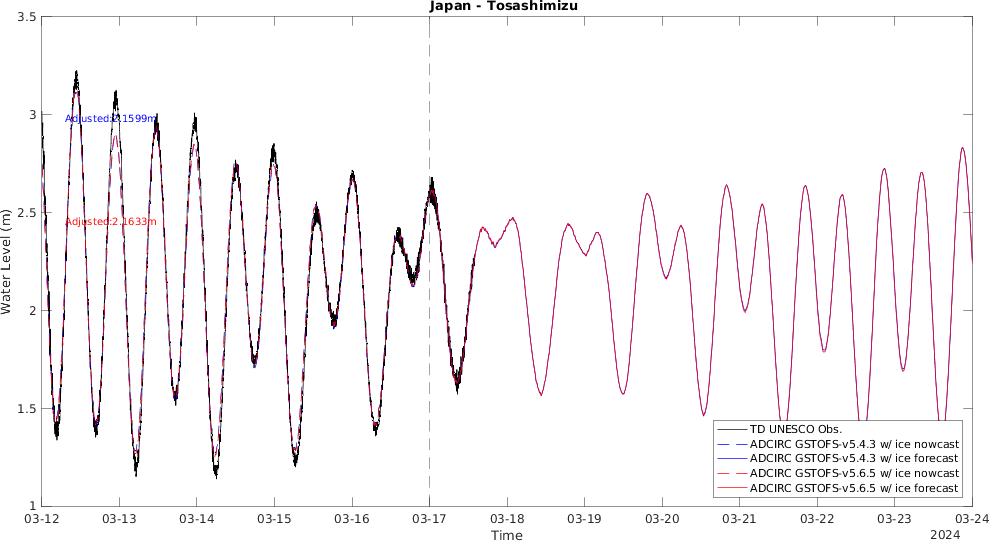 Japan - Tosashimizu
3.5
3
2.5
2
1.5
1
Water Level (m)
Adjusted:2.1599m
Adjusted:2.1633m
TD UNESCO Obs.
ADCIRC GSTOFS-v5.4.3 w/ ice nowcast
ADCIRC GSTOFS-v5.4.3 w/ ice forecast
ADCIRC GSTOFS-v5.6.5 w/ ice nowcast
ADCIRC GSTOFS-v5.6.5 w/ ice forecast
03-12 03-13 03-14 03-15 03-16 03-17 03-18 03-19 03-20 03-21 03-22 03-23 03-24
Time
2024